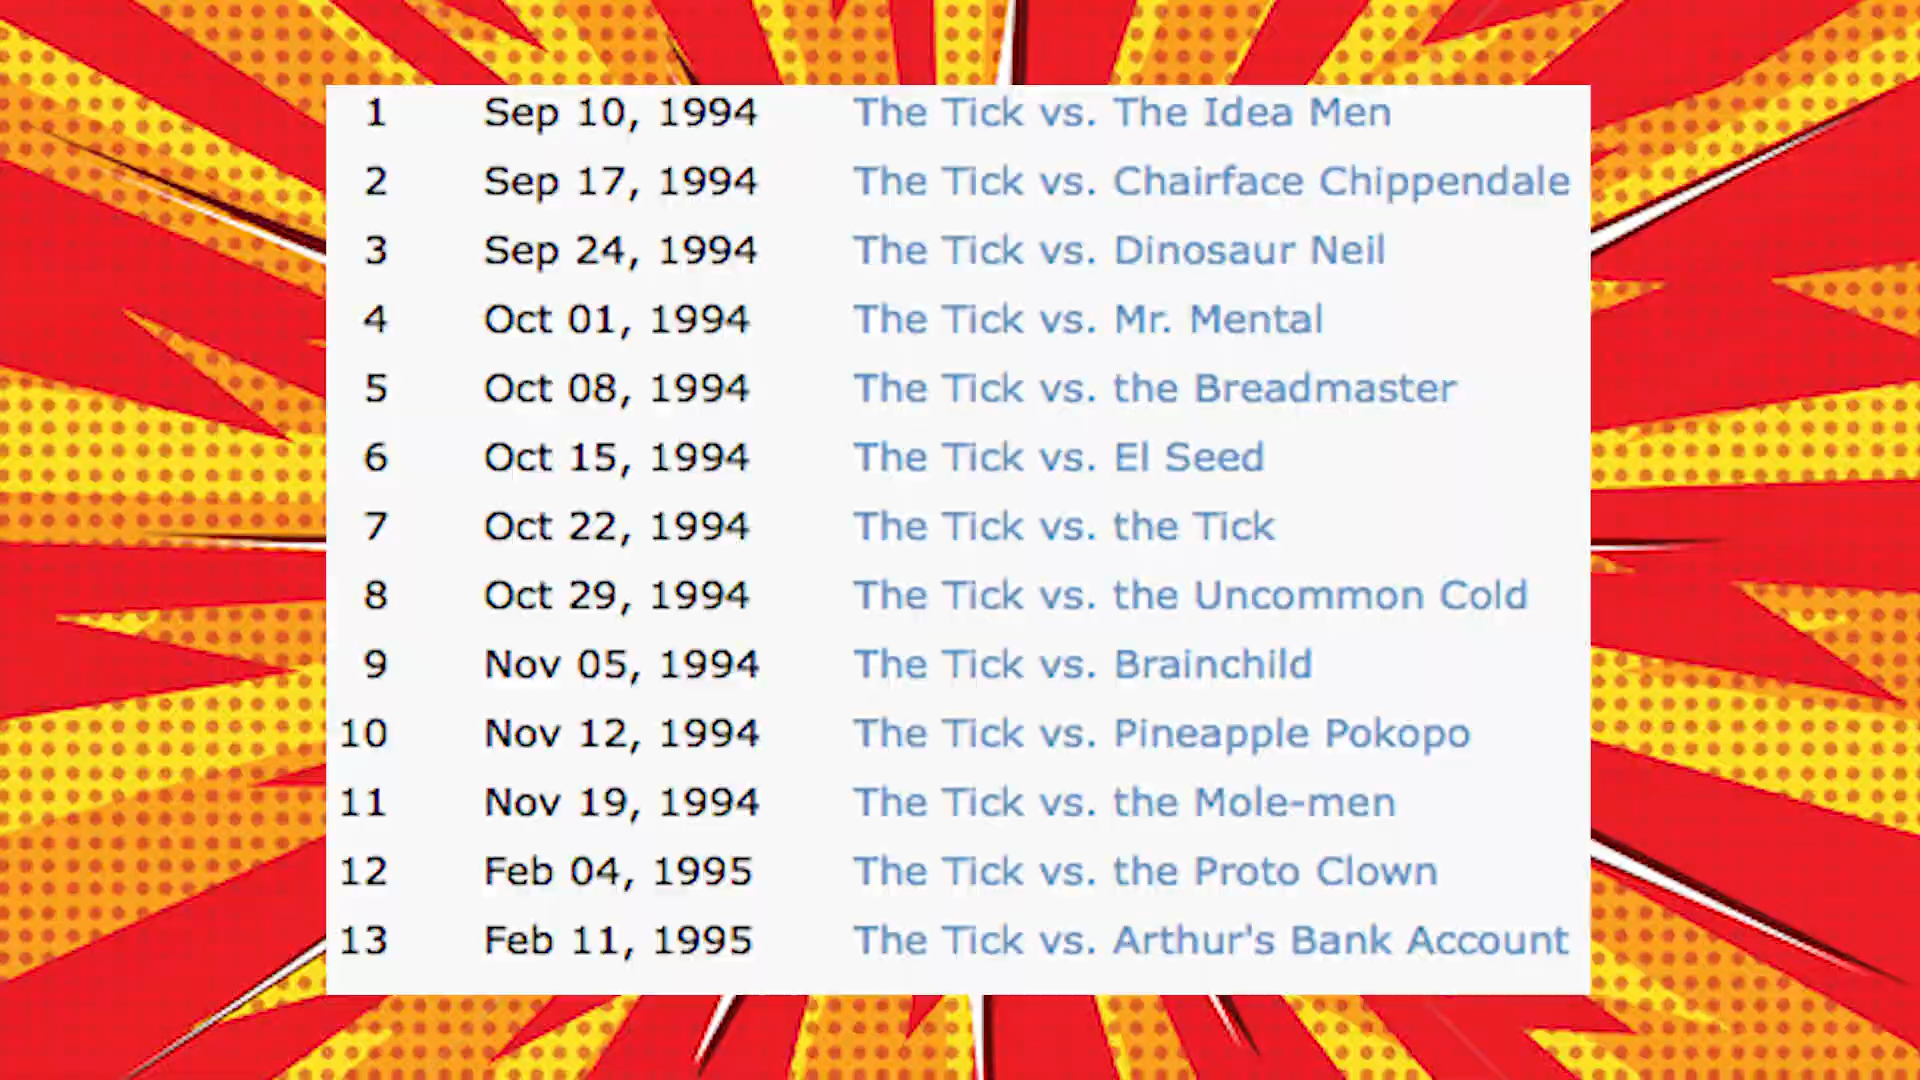 1 Sep 10, 1994 The Tick vs. The Idea Men
2 Sep 17, 1994 The Tick vs. Chairface Chippendale
3 Sep 24, 1994 The Tick vs. Dinosaur Neil
4 Oct 01, 1994 The Tick vs. Mr. Mental
5 Oct 08, 1994 The Tick vs. the Breadmaster
6 Oct 15, 1994 The Tick vs. El Seed
7 Oct 22, 1994 The Tick vs. the Tick
8 Oct 29, 1994 The Tick vs. the Uncommon Cold
9 Nov 05, 1994 The Tick vs. Brainchild
10 Nov 12, 1994 The Tick vs. Pineapple Pokopo
11 Nov 19, 1994 The Tick vs. the Mole-men
12 Feb 04, 1995 The Tick vs. the Proto Clown
13 Feb 11, 1995 The Tick vs. Arthur's Bank Account